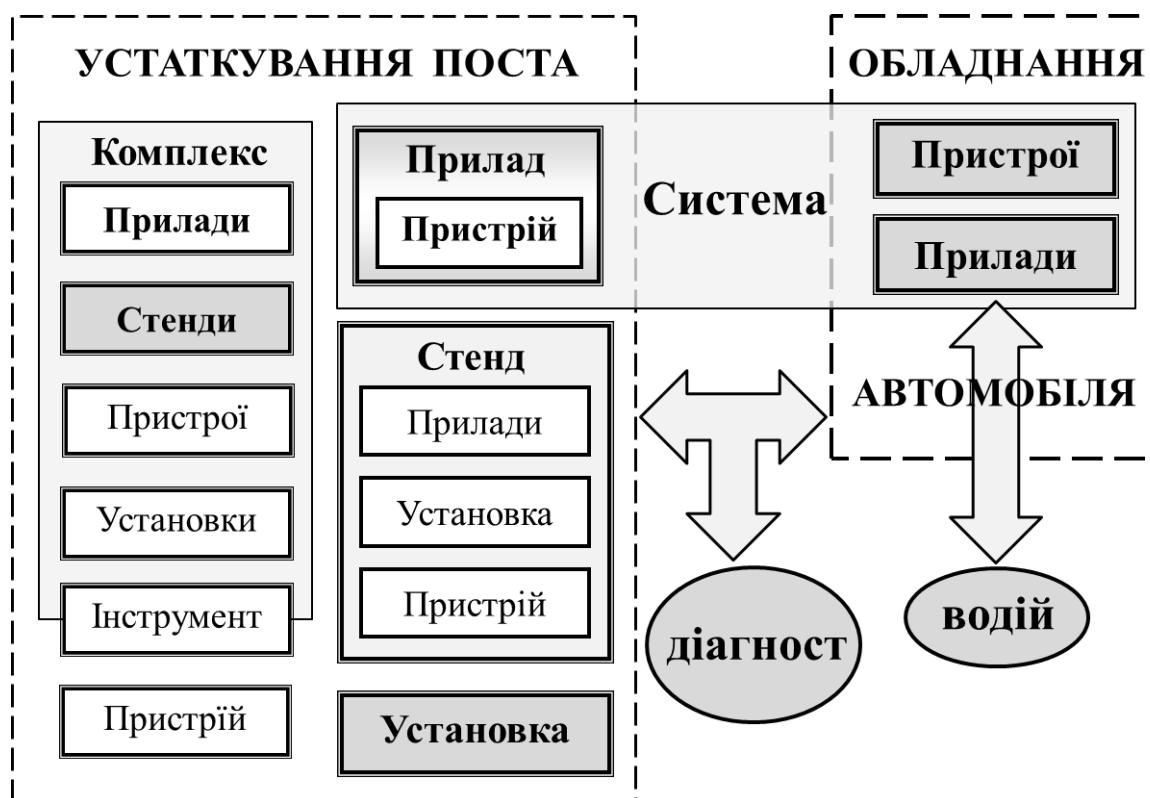 УСТАТКУВАННЯ ПОСТА
ОБЛАДНАННЯ
Комплекс
Прилади
Стенди
Пристрої
Установки
Інструмент
Пристрїй
Прилад
Пристрій
Система
Пристрої
Прилади
Стенд
Прилади
Установка
Пристрій
Установка
АВТОМОБІЛЯ
діагност
водій